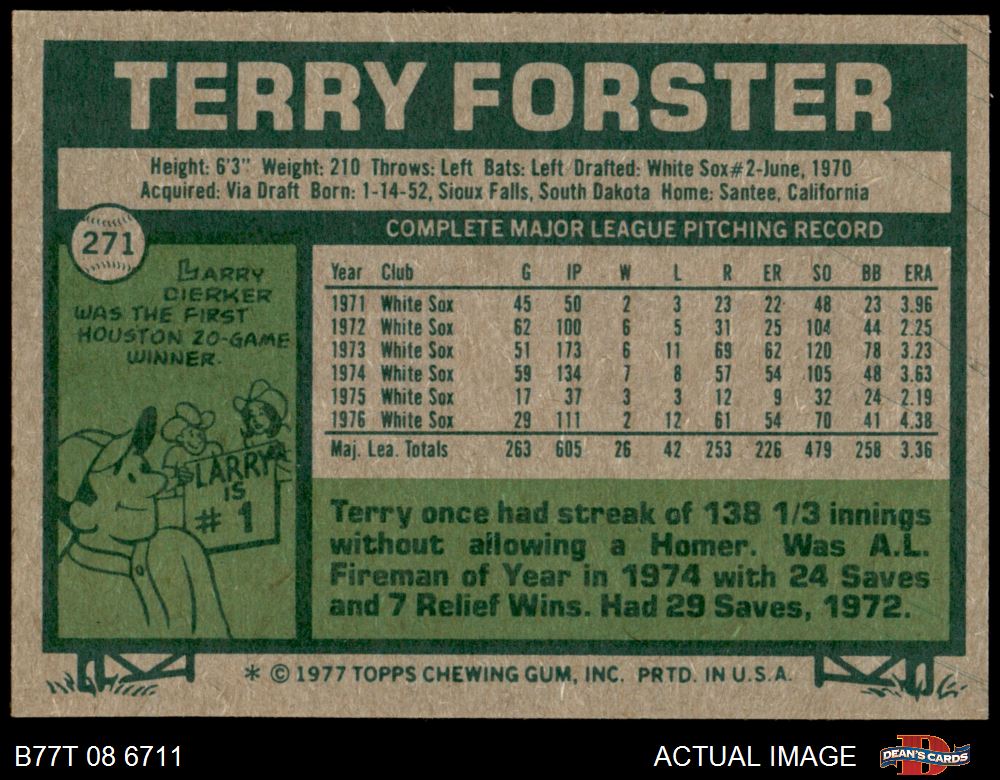 TERRY FORSTER
Height: 6'3" Weight: 210 Throws: Left Bats: Left Drafted: White Sox#2-June, 1970
Acquired: Via Draft Born: 1-14-52, Sioux Falls, South Dakota Home: Santee, California
271
COMPLETE MAJOR LEAGUE PITCHING RECORD
LARRY
DIERKER
WAS THE FIRST
HOUSTON 20-GAME
WINNER.
LARRY
IS
# 1
Year Club G IP W L R ER SO BB ERA
1971 White Sox 45 50 2 3 23 22 48 23 3.96
1972 White Sox 62 100 6 5 31 25 104 44 2.25
1973 White Sox 51 173 6 11 69 62 120 78 3.23
1974 White Sox 59 134 7 8 57 54 105 48 3.63
1975 White Sox 17 37 3 3 12 9 32 24 2.19
1976 White Sox 29 111 2 12 61 54 70 41 4.38
Maj. Lea. Totals 263 605 26 42 253 226 479 258 3.36
Terry once had streak of 138 1/3 innings
without allowing a Homer. Was A.L.
Fireman of Year in 1974 with 24 Saves
and 7 Relief Wins. Had 29 Saves, 1972.
* © 1977 TOPPS CHEWING GUM, INC. PRTD. IN U.S.A.
B77T 08 6711
ACTUAL IMAGE
DEAN'S CARDS